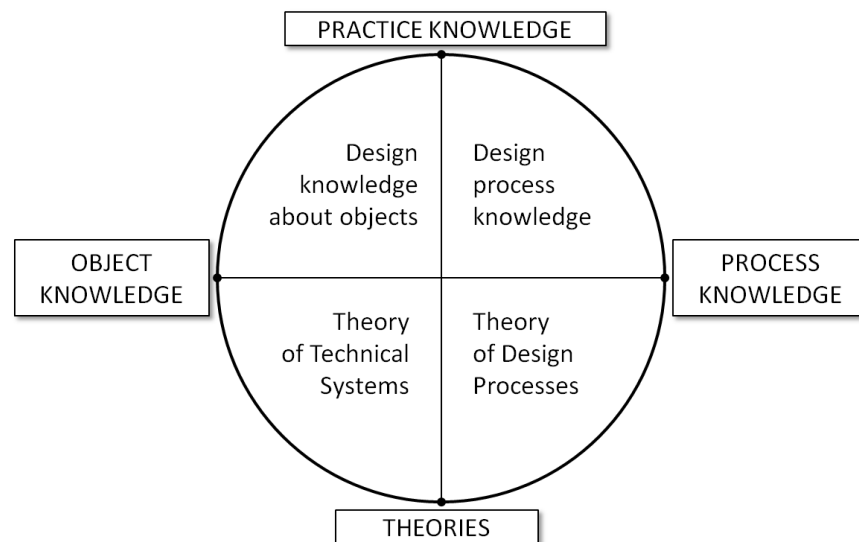 PRACTICE KNOWLEDGE
Design
knowledge
about objects
Design
process
knowledge
OBJECT
KNOWLEDGE
PROCESS
KNOWLEDGE
Theory
of Technical
Systems
Theory
of Design
Processes
THEORIES